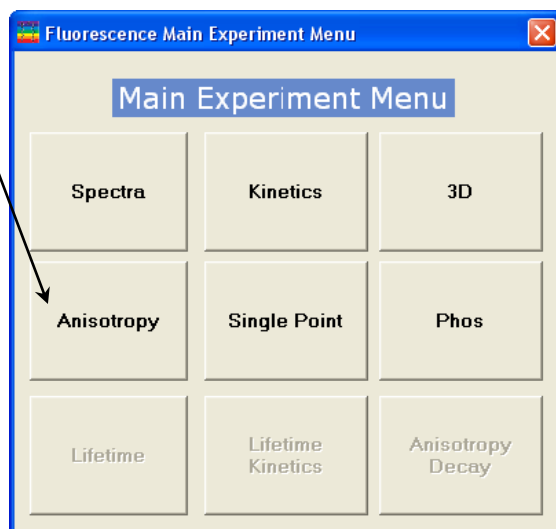 Fluorescence Main Experiment Menu
Main Experiment Menu
Spectra
Kinetics
3D
Anisotropy
Single Point
Phos
Lifetime
Lifetime
Kinetics
Anisotropy
Decay